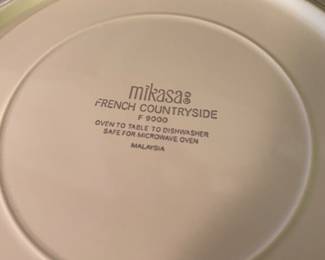 mikasa
FRENCH COUNTRYSIDE
F 9000
OVEN TO TABLE TO DISHWASHER
SAFE FOR MICROWAVE OVEN
MALAYSIA